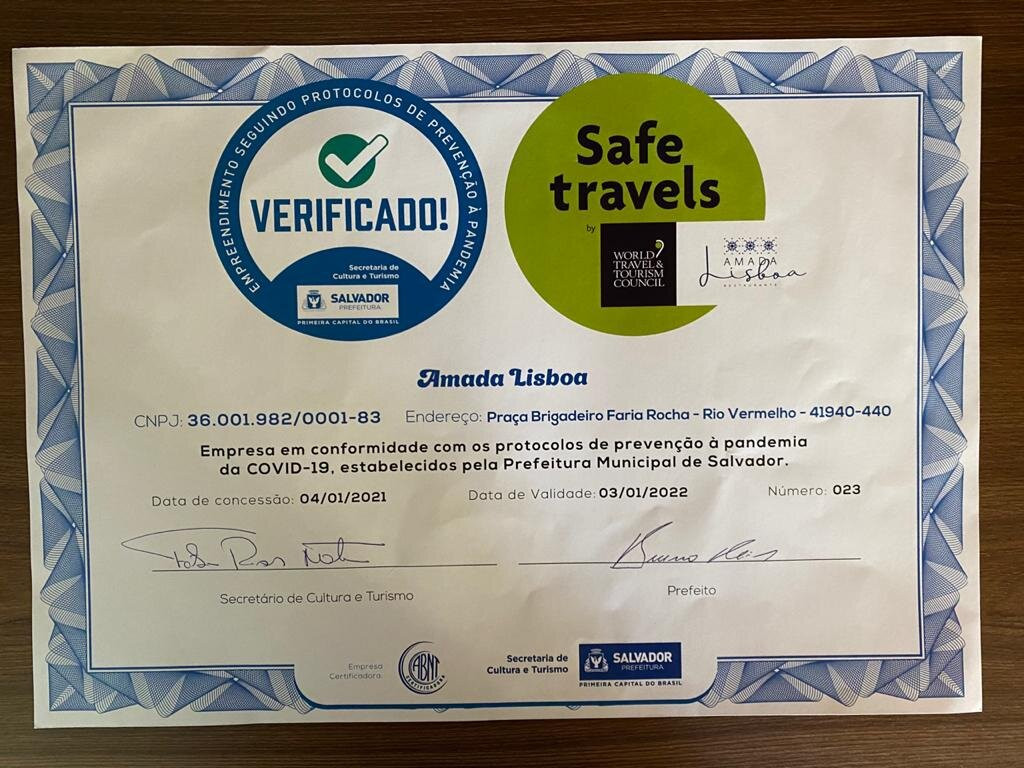 EMPREENDIMENTO SEGUINDO PROTOCOLOS DE PREVENÇÃO À PANDEMIA
VERIFICADO!
Secretaria de
Cultura e Turismo
SALVADOR
PREFEITURA
PRIMEIRA CAPITAL DO BRASIL
Safe
travels
by
WORLD
TRAVEL &
TOURISM
COUNCIL
AMADA
Lisboa
RESTAURANTE
Amada Lisboa
CNPJ: 36.001.982/0001-83 Endereço: Praça Brigadeiro Faria Rocha - Rio Vermelho - 41940-440
Empresa em conformidade com os protocolos de prevenção à pandemia
da COVID-19, estabelecidos pela Prefeitura Municipal de Salvador.
Data de concessão: 04/01/2021 Data de Validade: 03/01/2022 Número: 023
Bruno Reis
Secretário de Cultura e Turismo Prefeito
Empresa
Certificadora:
ABNT
CERTIFICADORA
Secretaria de
Cultura e Turismo
SALVADOR
PREFEITURA
PRIMEIRA CAPITAL DO BRASIL